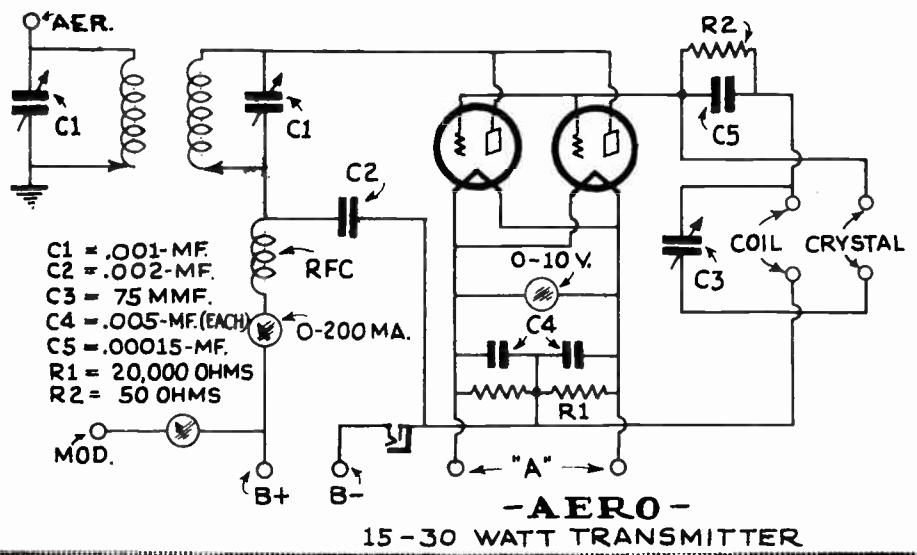 AER.
R2
C1
C1
C5
C2
C1 = .001-MF.
C2 = .002-MF.
C3 = 75 MMF.
C4 = .005-MF.(EACH)
C5 = .00015-MF.
R1 = 20,000 OHMS
R2 = 50 OHMS
RFC
0-10 V.
C3
COIL
CRYSTAL
0-200 MA.
C4
R1
MOD.
B+
B-
"A"
-AERO-
15-30 WATT TRANSMITTER